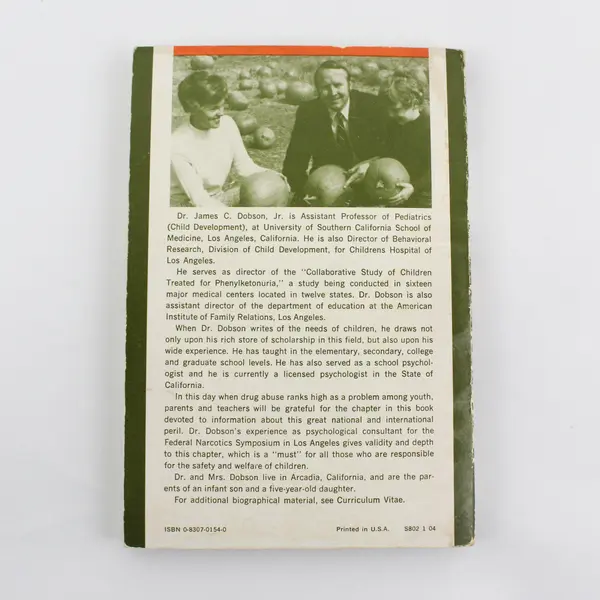 Dr. James C. Dobson, Jr. is Assistant Professor of Pediatrics
(Child Development), at University of Southern California School of
Medicine, Los Angeles, California. He is also Director of Behavioral
Research, Division of Child Development, for Childrens Hospital of
Los Angeles.
He serves as director of the "Collaborative Study of Children
Treated for Phenylketonuria," a study being conducted in sixteen
major medical centers located in twelve states. Dr. Dobson is also
assistant director of the department of education at the American
Institute of Family Relations, Los Angeles.
When Dr. Dobson writes of the needs of children, he draws not
only upon his rich store of scholarship in this field, but also upon his
wide experience. He has taught in the elementary, secondary, college
and graduate school levels. He has also served as a school psychol-
ogist and he is currently a licensed psychologist in the State of
California.
In this day when drug abuse ranks high as a problem among youth,
parents and teachers will be grateful for the chapter in this book
devoted to information about this great national and international
peril. Dr. Dobson's experience as psychological consultant for the
Federal Narcotics Symposium in Los Angeles gives validity and depth
to this chapter, which is a "must" for all those who are responsible
for the safety and welfare of children.
Dr. and Mrs. Dobson live in Arcadia, California, and are the par-
ents of an infant son and a five-year-old daughter.
For additional biographical material, see Curriculum Vitae.
ISBN 0-8307-0154-0 Printed in U.S.A. S802 1 04